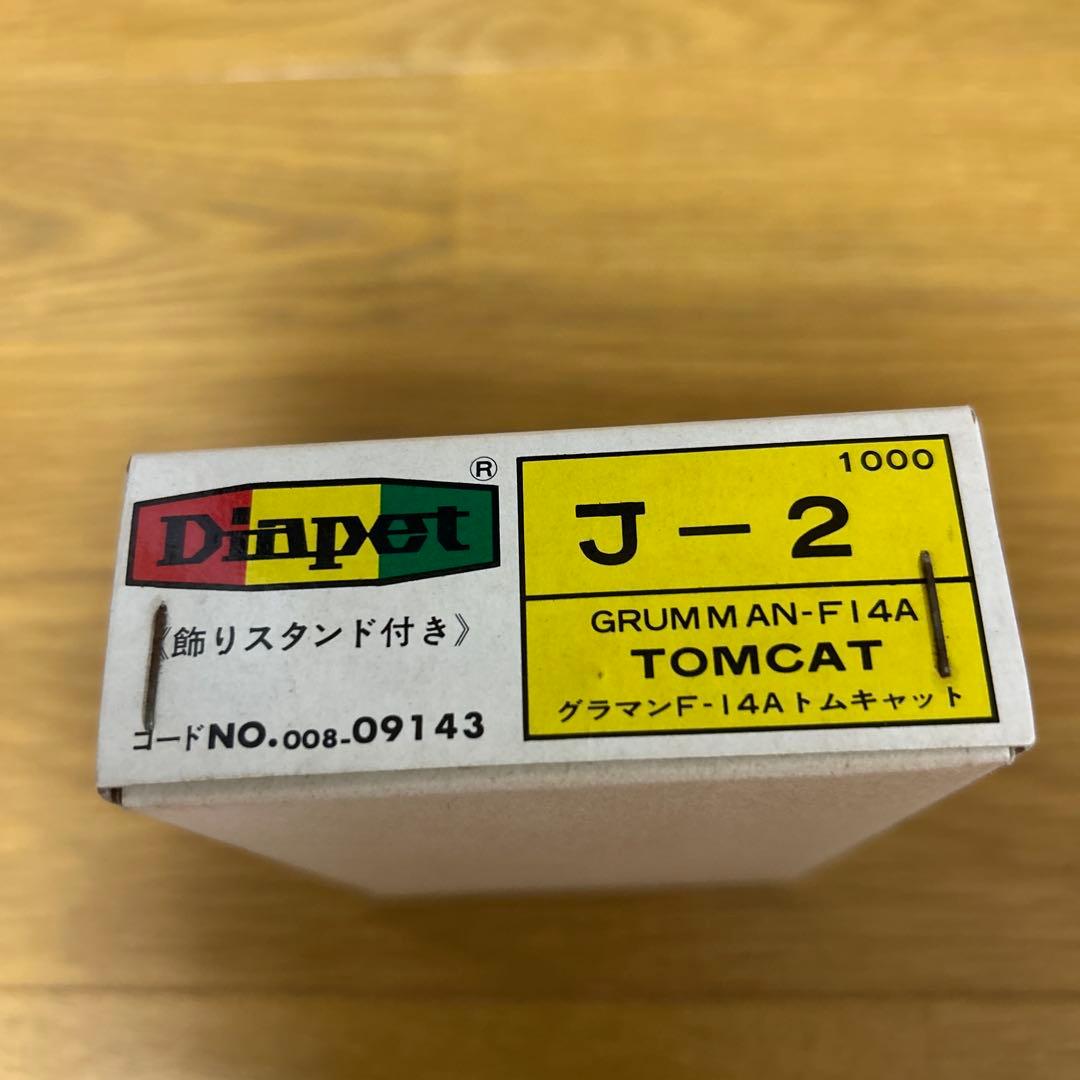 Diapet ®
《飾りスタンド付き》
コードNO.008-09143
1000
J-2
GRUMMAN-F14A
TOMCAT
グラマンF-14Aトムキャット